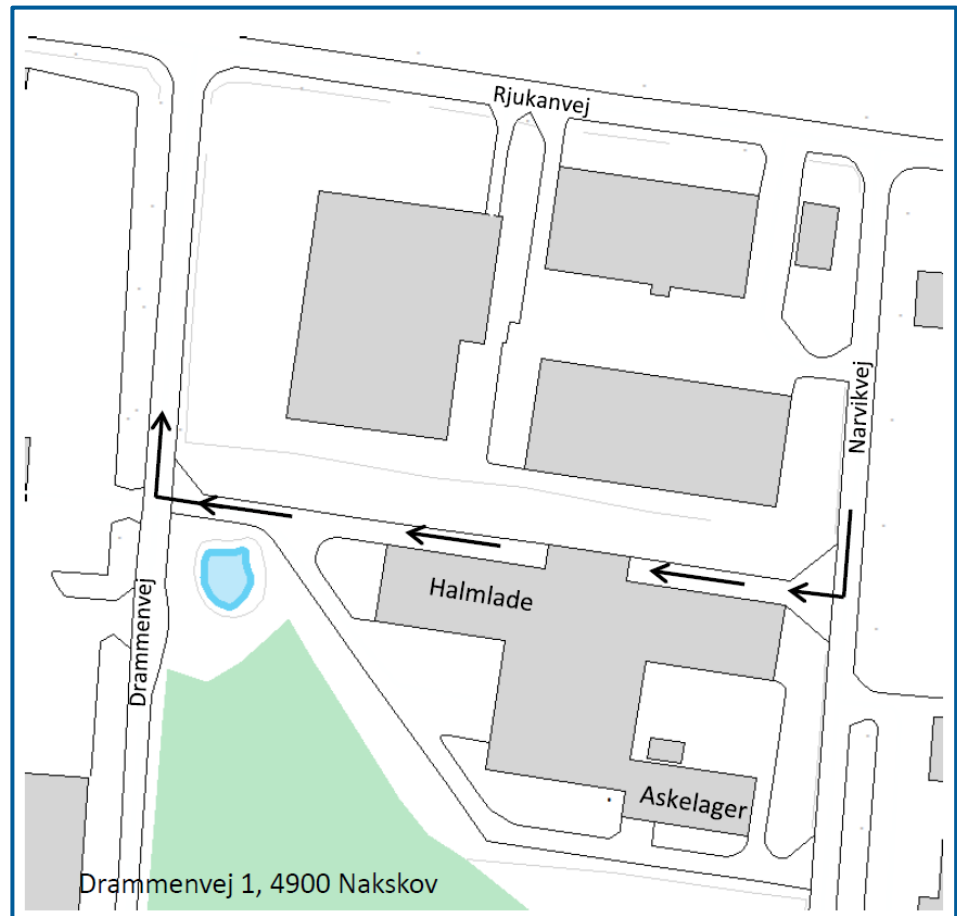 Rjukanvej
Narvikvej
Halmlade
Drammenvej
Askelager
Drammenvej 1, 4900 Nakskov